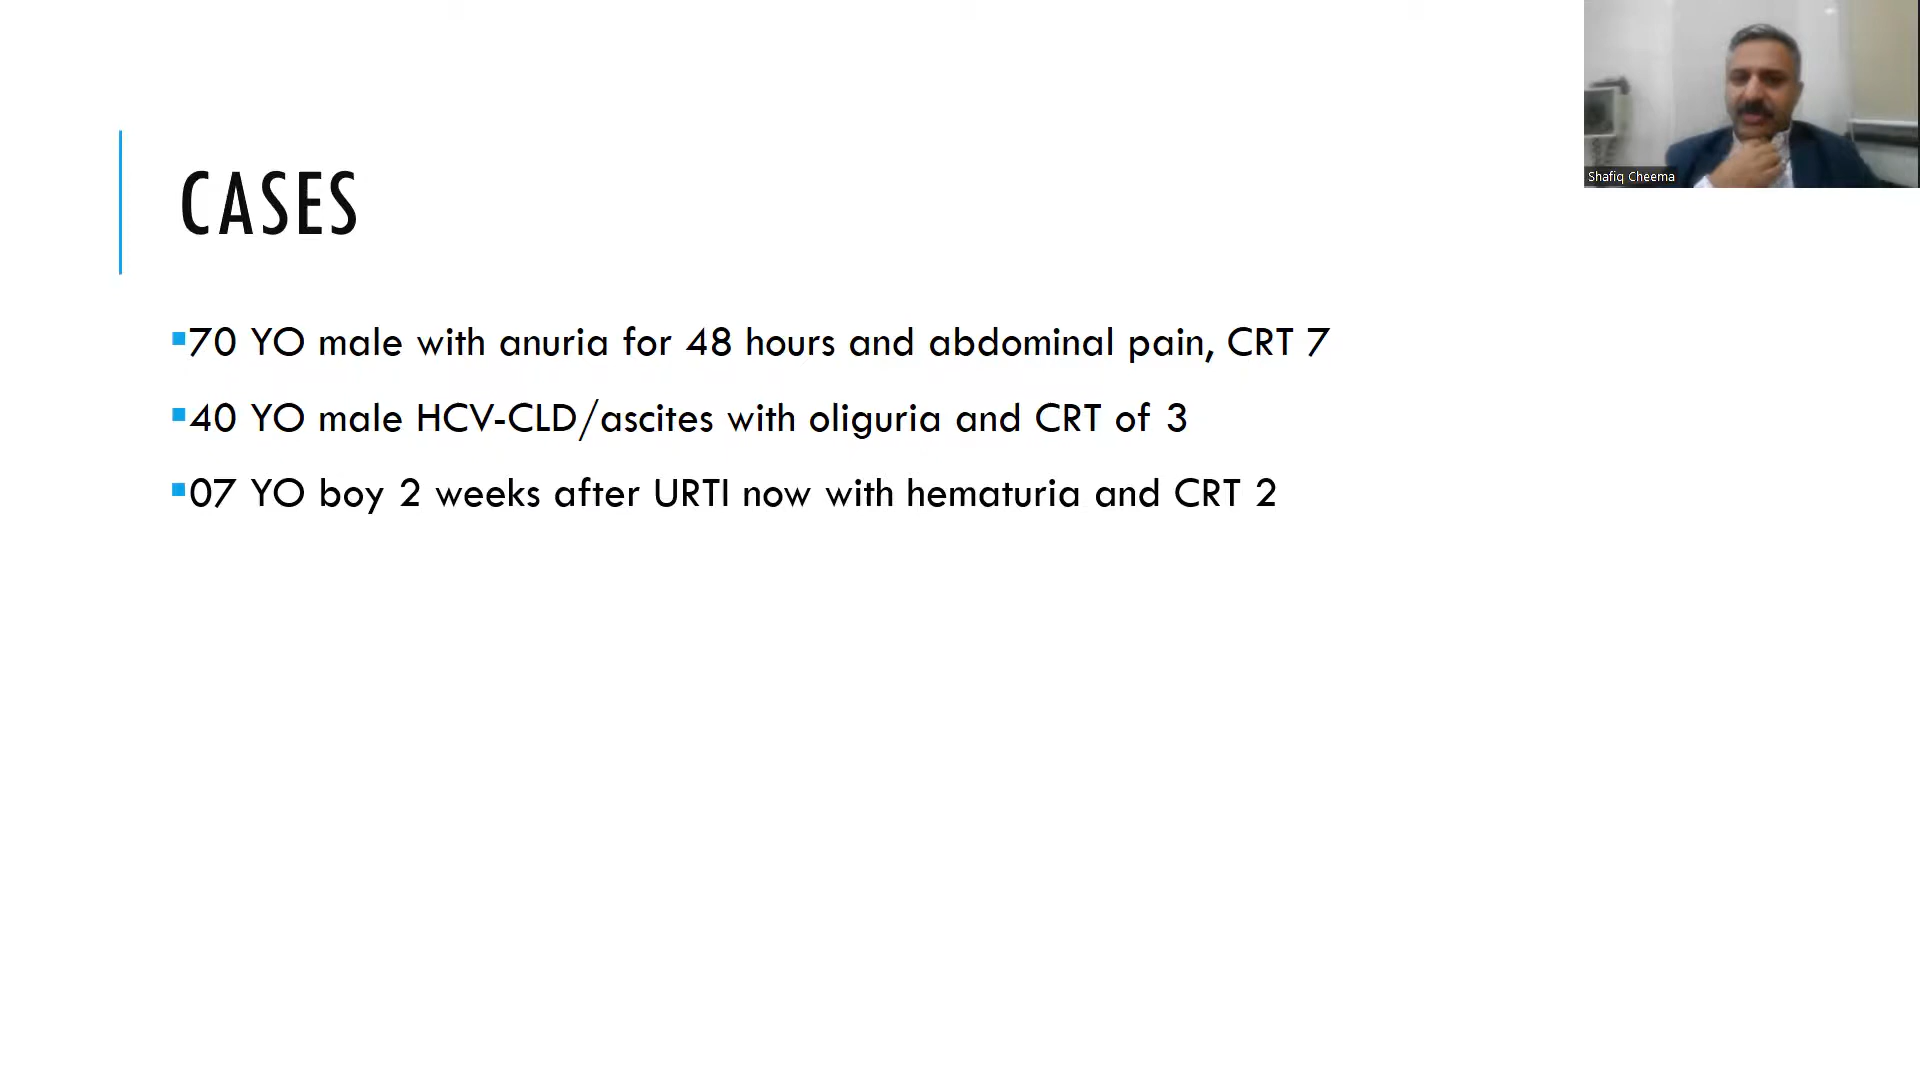 Shafiq Cheema
CASES
70 YO male with anuria for 48 hours and abdominal pain, CRT 7
40 YO male HCV-CLD/ascites with oliguria and CRT of 3
07 YO boy 2 weeks after URTI now with hematuria and CRT 2